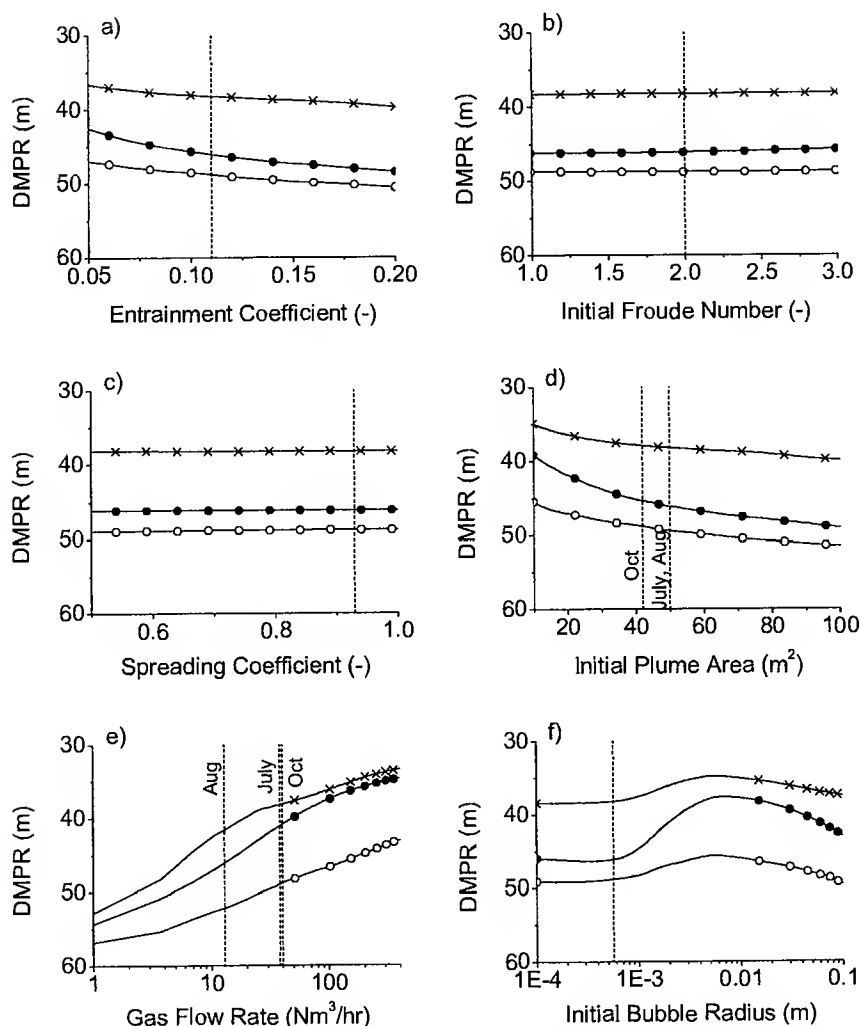 a)
30
40
50
60
DMPR (m)
0.05 0.10 0.15 0.20
Entrainment Coefficient (-)
b)
30
40
50
60
DMPR (m)
1.0 1.5 2.0 2.5 3.0
Initial Froude Number (-)
c)
30
40
50
60
DMPR (m)
0.6 0.8 1.0
Spreading Coefficient (-)
d)
30
40
50
60
DMPR (m)
Oct
July, Aug
20 40 60 80 100
Initial Plume Area (m²)
e)
30
40
50
60
DMPR (m)
Aug
July
Oct
1 10 100
Gas Flow Rate (Nm³/hr)
f)
30
40
50
60
DMPR (m)
1E-4 1E-3 0.01 0.1
Initial Bubble Radius (m)